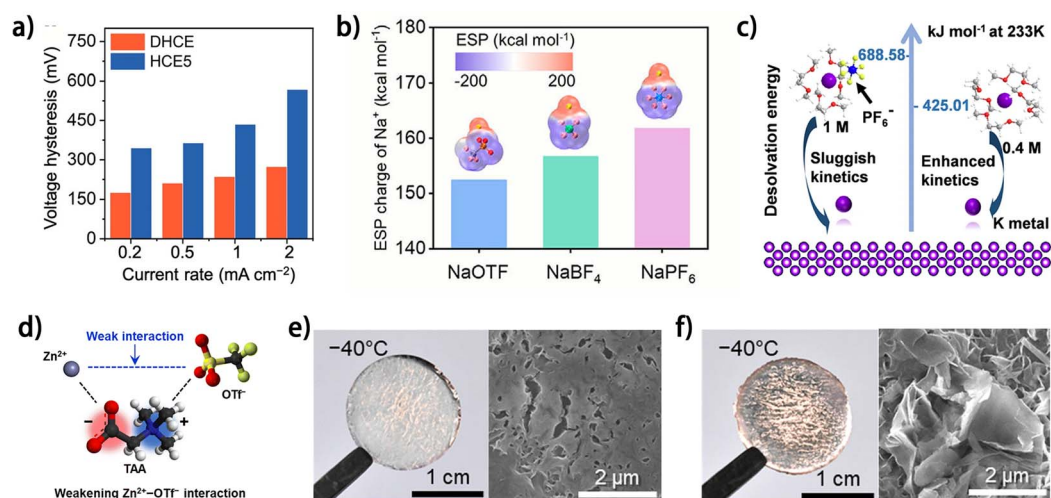 a)
Voltage hysteresis (mV)
750
600
450
300
150
0
DHCE
HCE5
0.2 0.5 1 2
Current rate (mA cm⁻²)
b)
ESP charge of Na⁺ (kcal mol⁻¹)
180
170
160
150
140
ESP (kcal mol⁻¹)
-200 200
NaOTF NaBF₄ NaPF₆
c)
Desolvation energy
kJ mol⁻¹ at 233K
688.58-
- 425.01
1 M
PF₆⁻
0.4 M
Sluggish
kinetics
Enhanced
kinetics
K metal
d)
Weak interaction
Zn²⁺
OTf⁻
− +
TAA
Weakening Zn²⁺−OTf⁻ interaction
e)
−40°C
1 cm
2 µm
f)
−40°C
1 cm
2 µm